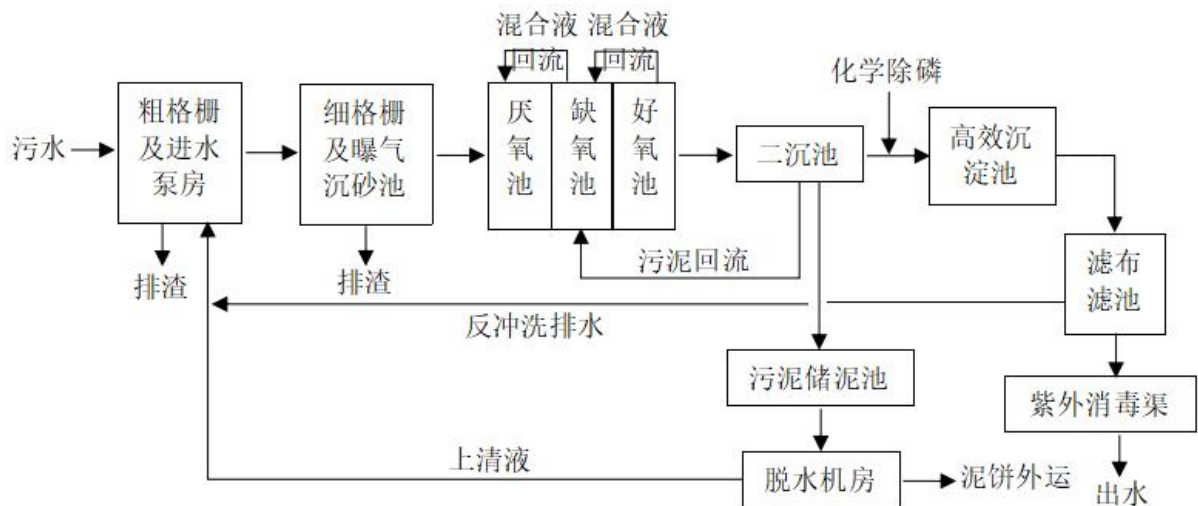 混合液
回流
混合液
回流
化学除磷
污水
粗格栅
及进水
泵房
细格栅
及曝气
沉砂池
厌
氧
池
缺
氧
池
好
氧
池
二沉池
高效沉
淀池
排渣
排渣
污泥回流
滤布
滤池
反冲洗排水
污泥储泥池
紫外消毒渠
上清液
脱水机房
泥饼外运
出水